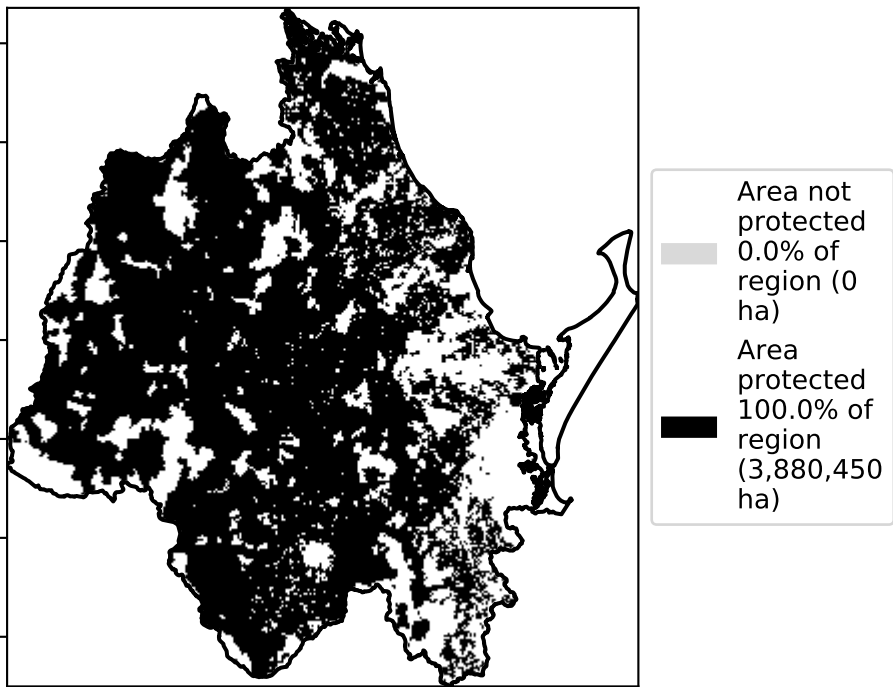 Area not
protected
0.0% of
region (0
ha)
Area
protected
100.0% of
region
(3,880,450
ha)